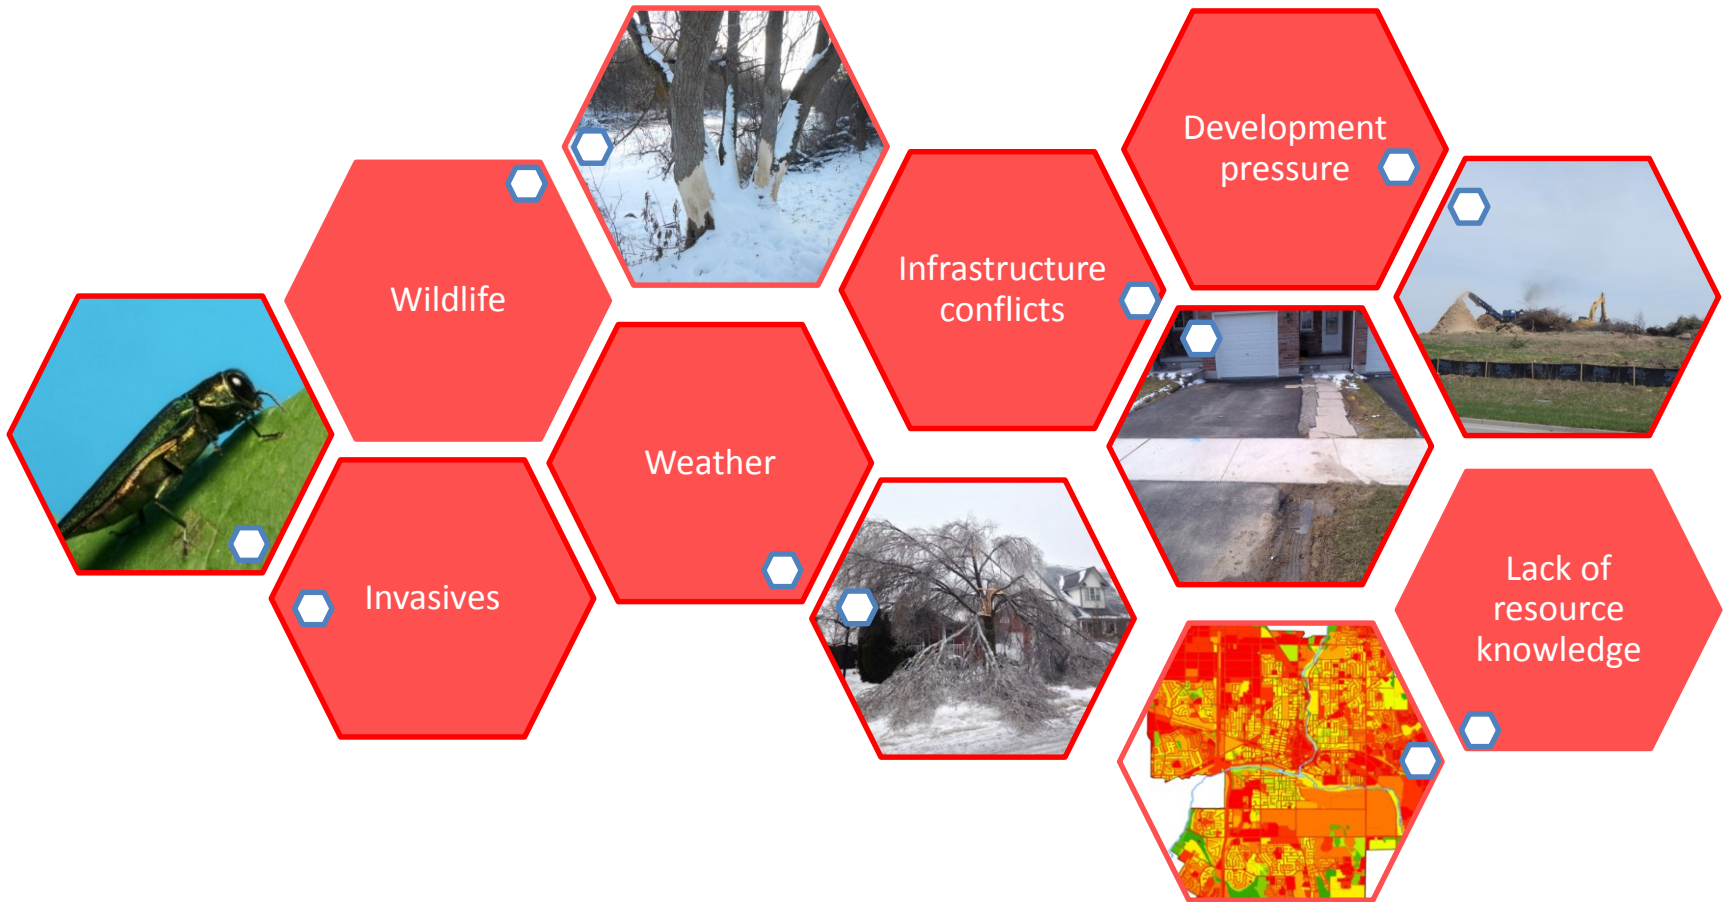 Development
pressure
Infrastructure
conflicts
Wildlife
Weather
Invasives
Lack of
resource
knowledge